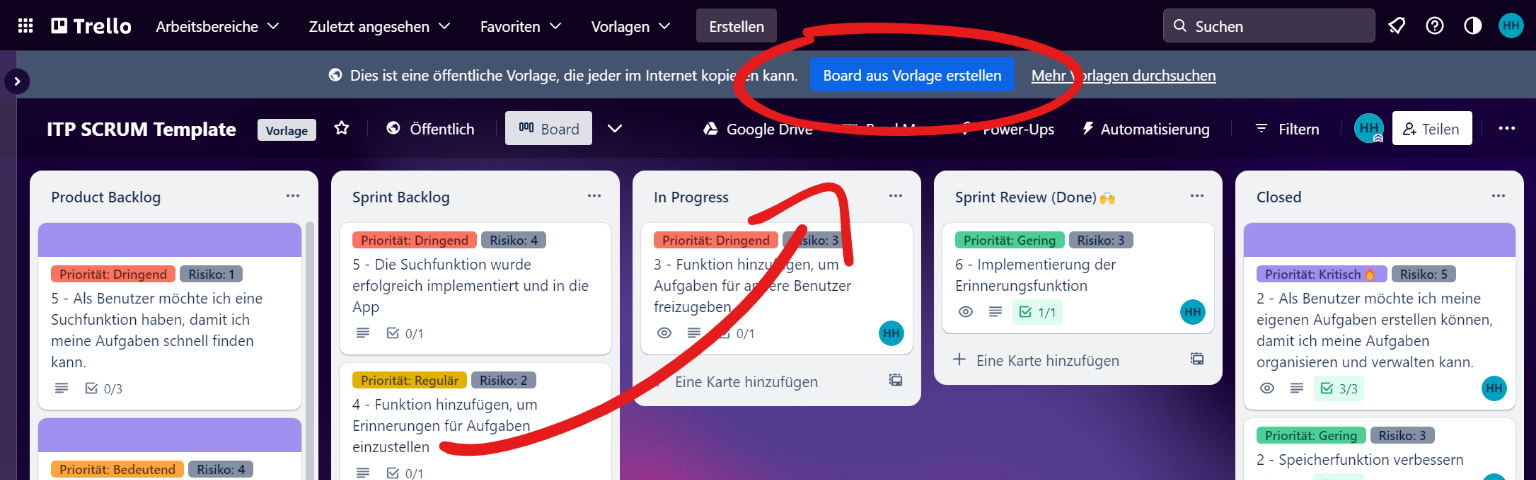 Trello Arbeitsbereiche Zuletzt angesehen Favoriten Vorlagen Erstellen Suchen HH
Dies ist eine öffentliche Vorlage, die jeder im Internet kopieren kann. Board aus Vorlage erstellen Mehr Vorlagen durchsuchen
ITP SCRUM Template Vorlage Öffentlich Board Google Drive Power-Ups Automatisierung Filtern HH Teilen
Product Backlog
Priorität: Dringend Risiko: 1
5 - Als Benutzer möchte ich eine
Suchfunktion haben, damit ich
meine Aufgaben schnell finden
kann.
0/3
Priorität: Bedeutend Risiko: 4
Sprint Backlog
Priorität: Dringend Risiko: 4
5 - Die Suchfunktion wurde
erfolgreich implementiert und in die
App
0/1
Priorität: Regulär Risiko: 2
4 - Funktion hinzufügen, um
Erinnerungen für Aufgaben
einzustellen
0/1
In Progress
Priorität: Dringend Risiko: 3
3 - Funktion hinzufügen, um
Aufgaben für andere Benutzer
freizugeben
0/1 HH
Eine Karte hinzufügen
Sprint Review (Done)🙌
Priorität: Gering Risiko: 3
6 - Implementierung der
Erinnerungsfunktion
1/1 HH
+ Eine Karte hinzufügen
Closed
Priorität: Kritisch🔥 Risiko: 5
2 - Als Benutzer möchte ich meine
eigenen Aufgaben erstellen können,
damit ich meine Aufgaben
organisieren und verwalten kann.
3/3 HH
Priorität: Gering Risiko: 3
2 - Speicherfunktion verbessern